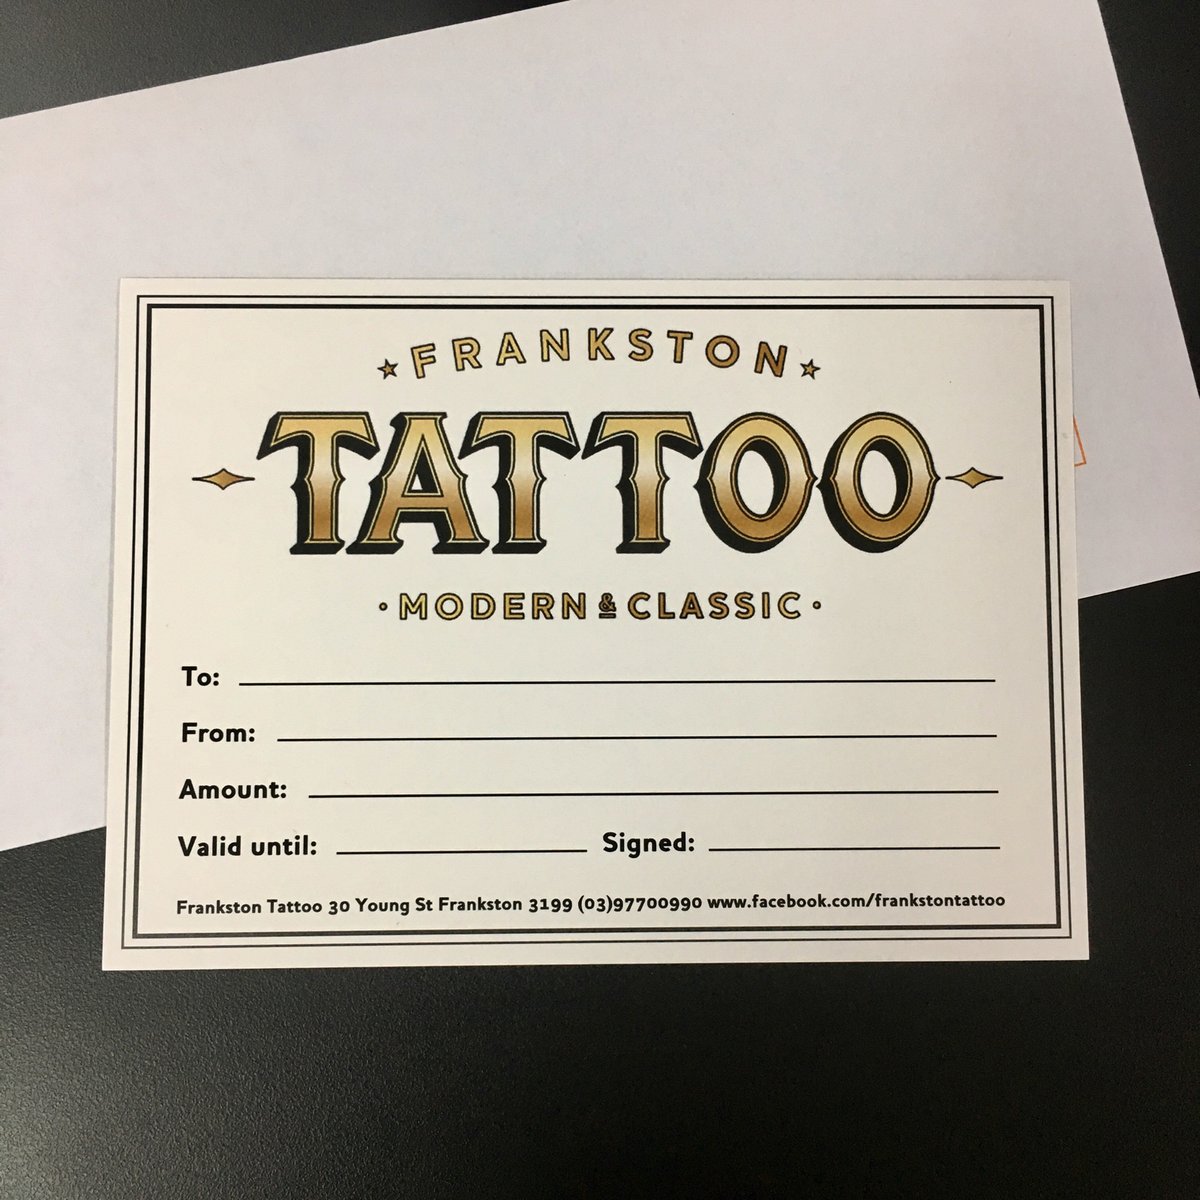 FRANKSTON
TATTOO
MODERN & CLASSIC
To:
From:
Amount:
Valid until: Signed:
Frankston Tattoo 30 Young St Frankston 3199 (03)97700990 www.facebook.com/frankstontattoo